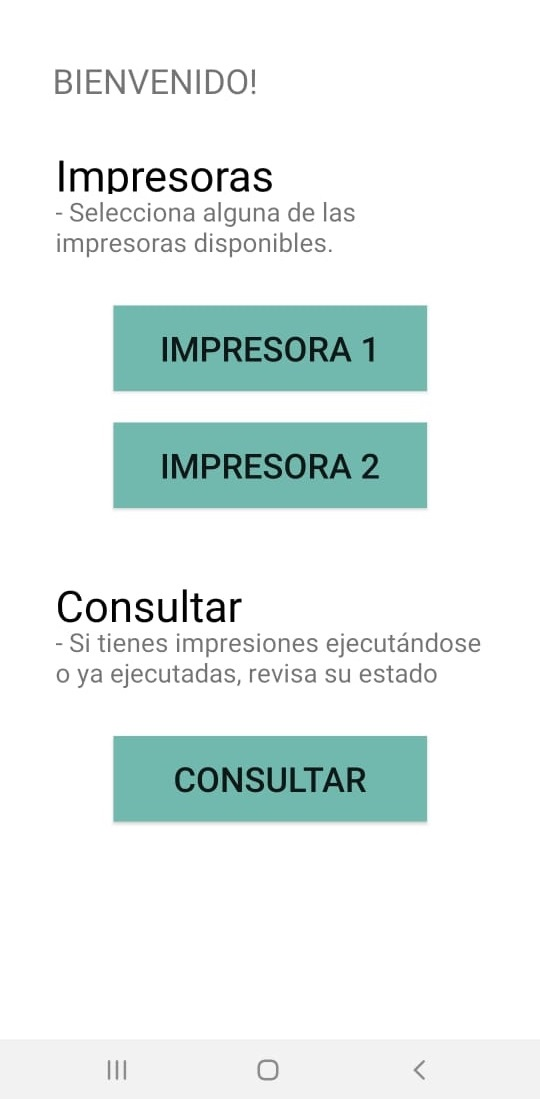 BIENVENIDO!
Impresoras
- Selecciona alguna de las
impresoras disponibles.
IMPRESORA 1
IMPRESORA 2
Consultar
- Si tienes impresiones ejecutándose
o ya ejecutadas, revisa su estado
CONSULTAR